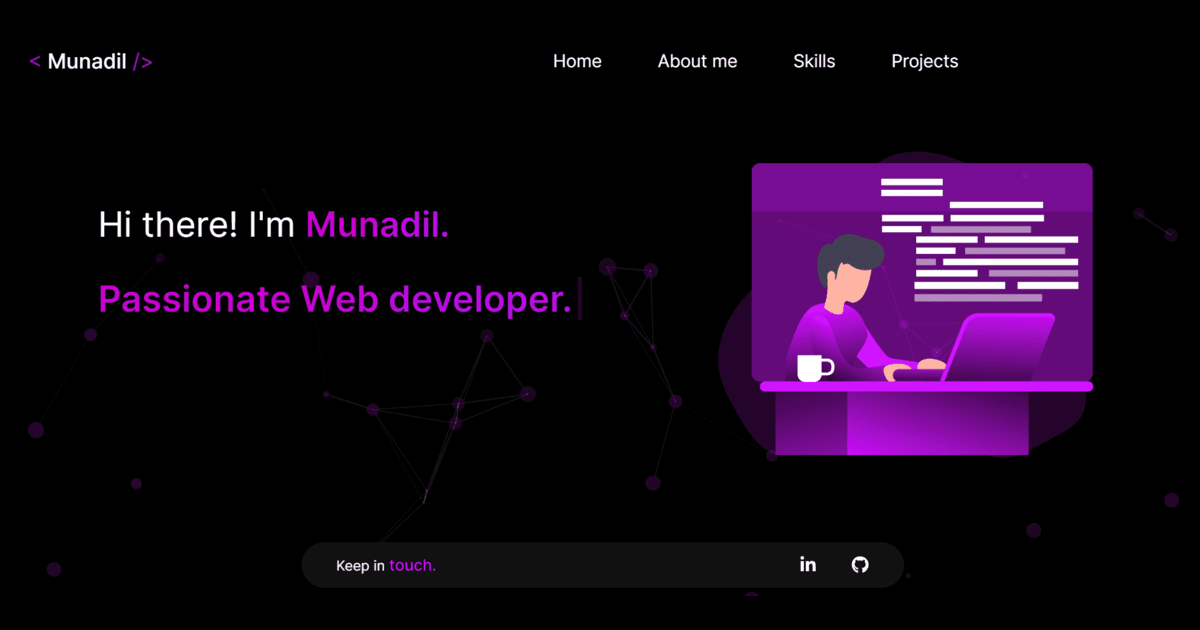 < Munadil />
Home About me Skills Projects
Hi there! I'm Munadil.
Passionate Web developer.
Keep in touch.
in